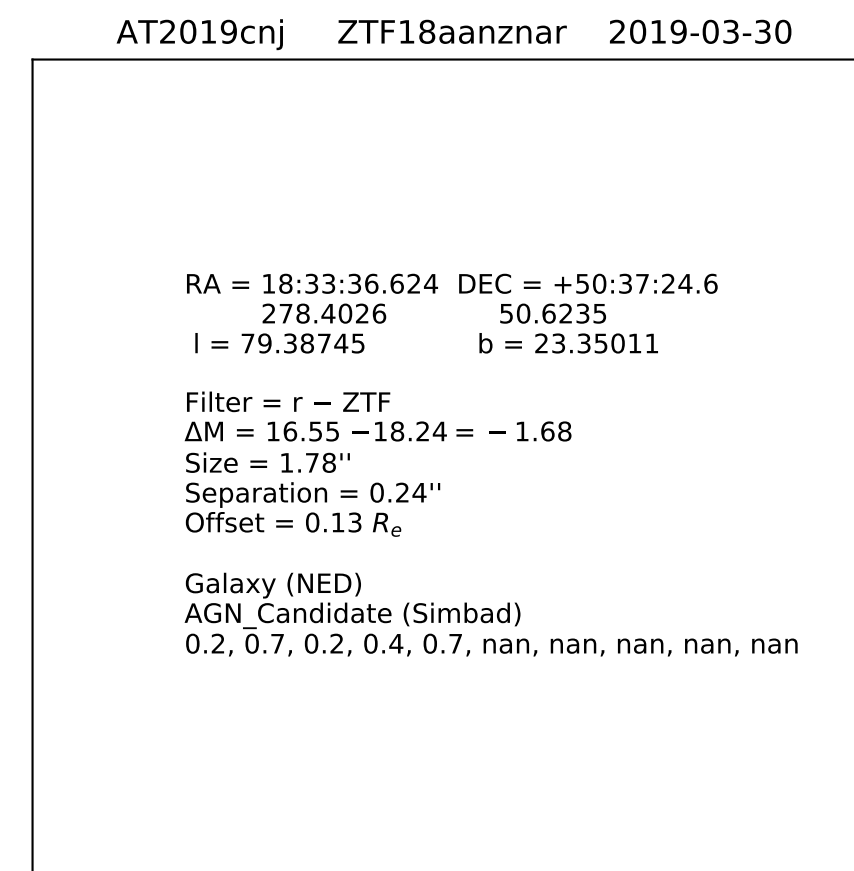 AT2019cnj ZTF18aanznar 2019-03-30
RA = 18:33:36.624 DEC = +50:37:24.6
278.4026 50.6235
l = 79.38745 b = 23.35011
Filter = r − ZTF
ΔM = 16.55 −18.24 = − 1.68
Size = 1.78''
Separation = 0.24''
Offset = 0.13 Re
Galaxy (NED)
AGN_Candidate (Simbad)
0.2, 0.7, 0.2, 0.4, 0.7, nan, nan, nan, nan, nan